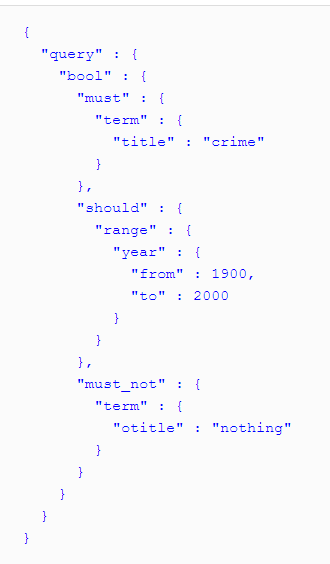 {
  "query" : {
    "bool" : {
      "must" : {
        "term" : {
          "title" : "crime"
        }
      },
      "should" : {
        "range" : {
          "year" : {
            "from" : 1900,
            "to" : 2000
          }
        }
      },
      "must_not" : {
        "term" : {
          "otitle" : "nothing"
        }
      }
    }
  }
}